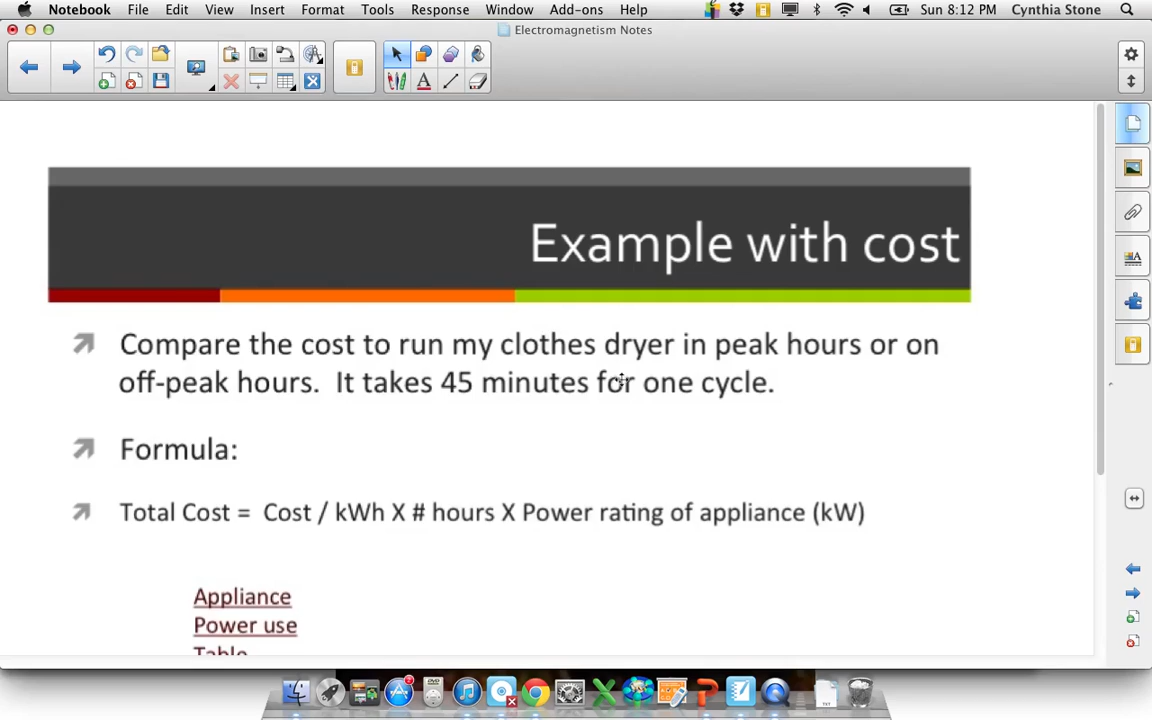 Notebook File Edit View Insert Format Tools Response Window Add-ons Help Sun 8:12 PM Cynthia Stone
Electromagnetism Notes
Example with cost
Compare the cost to run my clothes dryer in peak hours or on
off-peak hours. It takes 45 minutes for one cycle.
Formula:
Total Cost = Cost / kWh X # hours X Power rating of appliance (kW)
Appliance
Power use
Table